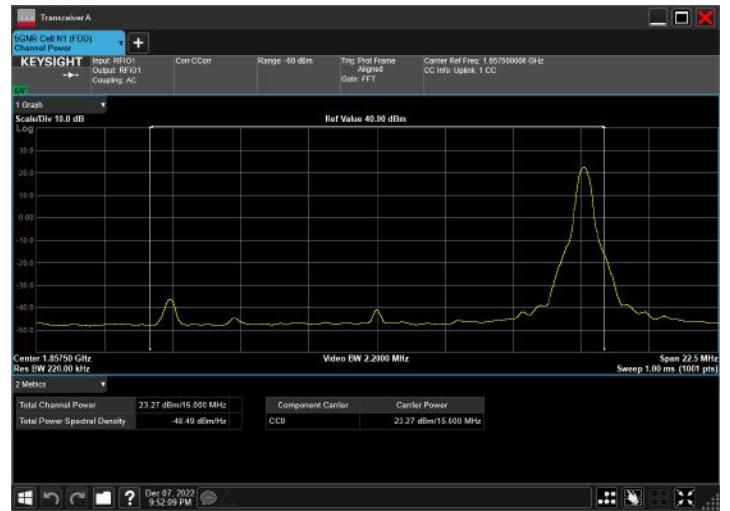 Transceiver A
5GNR Cell N1 (FDD)
Channel Power
+
KEYSIGHT
Input: RFIO1
Output: RFIO1
Coupling: AC
Corr CCorr
Range -60 dBm
Trig: Prot Frame
Aligned
Gate: FFT
Carrier Ref Freq: 1.857500000 GHz
CC Info: Uplink, 1 CC
1 Graph
Scale/Div 10.0 dB
Ref Value 40.00 dBm
Log
30.0
20.0
10.0
0.00
-10.0
-20.0
-30.0
-40.0
-50.0
Center 1.85750 GHz
Video BW 2.2000 MHz
Span 22.5 MHz
Res BW 220.00 kHz
Sweep 1.00 ms (1001 pts)
2 Metrics
Total Channel Power 23.27 dBm/15.000 MHz
Total Power Spectral Density -48.49 dBm/Hz
Component Carrier Carrier Power
CC0 23.27 dBm/15.000 MHz
?
Dec 07, 2022
9:52:09 PM